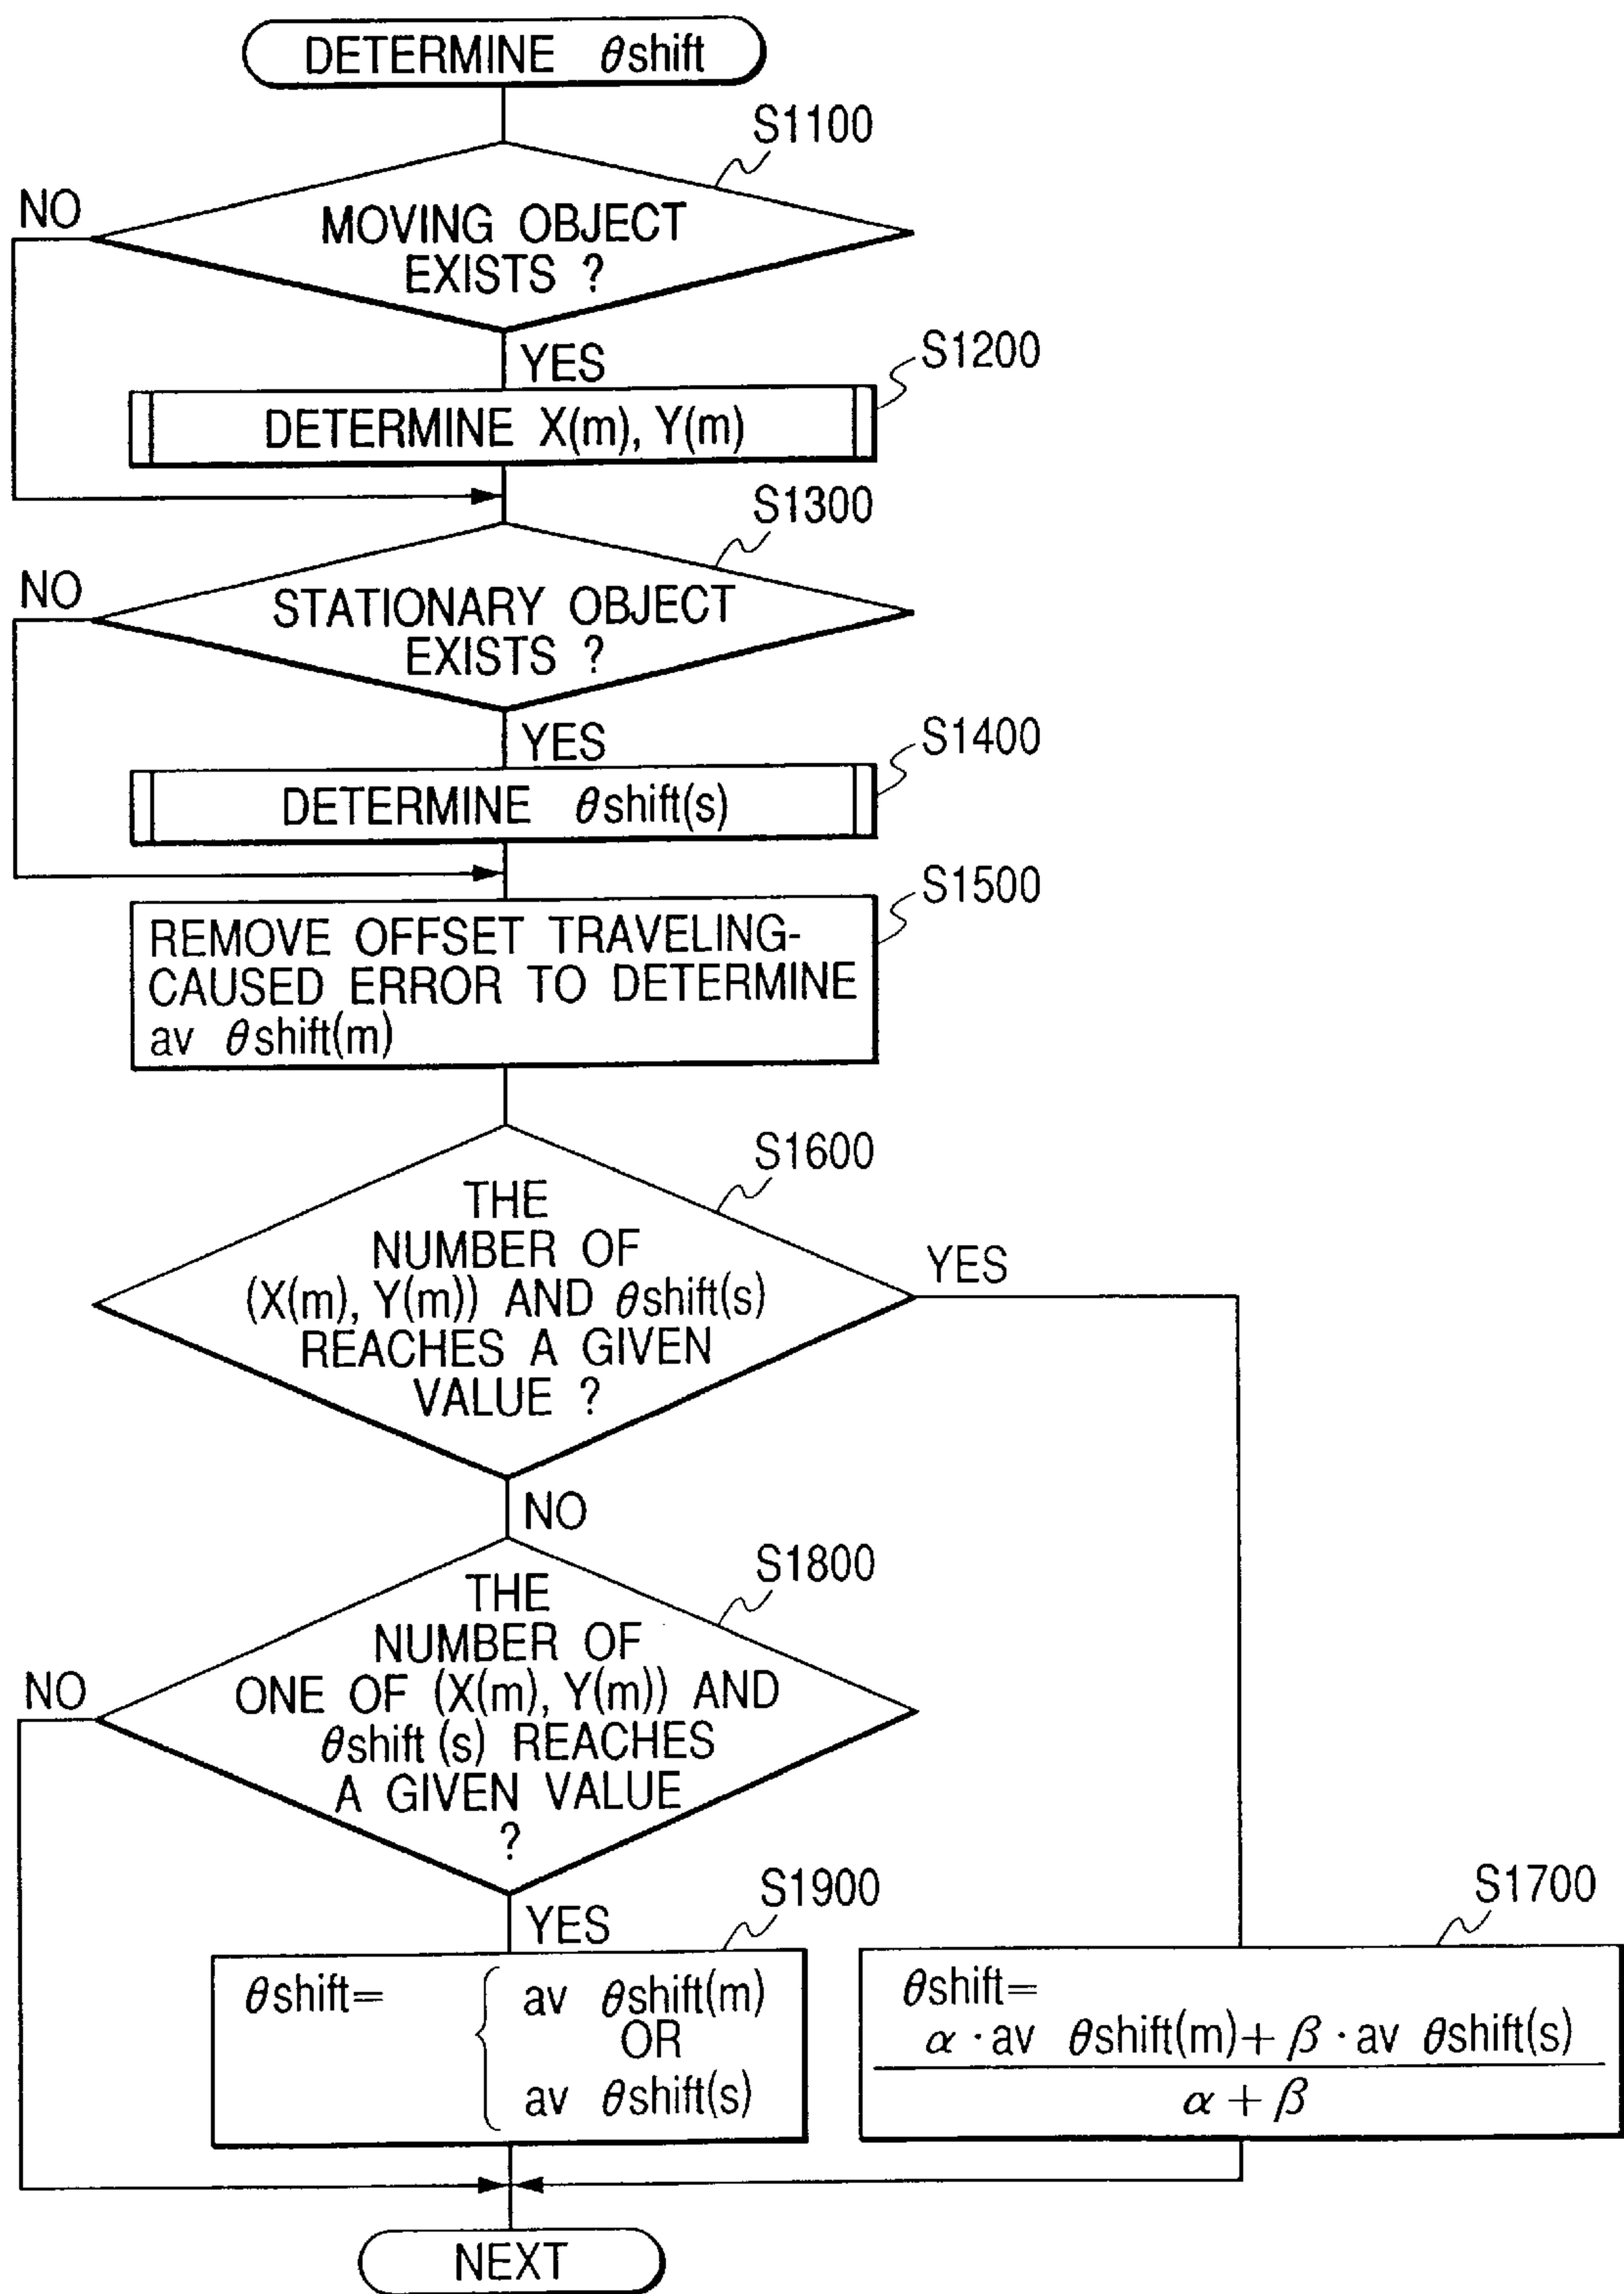 DETERMINE θshift
S1100
NO
MOVING OBJECT
EXISTS ?
YES
S1200
DETERMINE X(m), Y(m)
S1300
NO
STATIONARY OBJECT
EXISTS ?
YES
S1400
DETERMINE θshift(s)
S1500
REMOVE OFFSET TRAVELING-
CAUSED ERROR TO DETERMINE
av θshift(m)
S1600
THE
NUMBER OF
(X(m), Y(m)) AND θshift(s)
REACHES A GIVEN
VALUE ?
YES
NO
S1800
THE
NUMBER OF
ONE OF (X(m), Y(m)) AND
θshift (s) REACHES
A GIVEN VALUE
?
NO
YES
S1900
θshift=
av θshift(m)
OR
av θshift(s)
S1700
θshift=
α · av θshift(m)+ β · av θshift(s)
α + β
NEXT